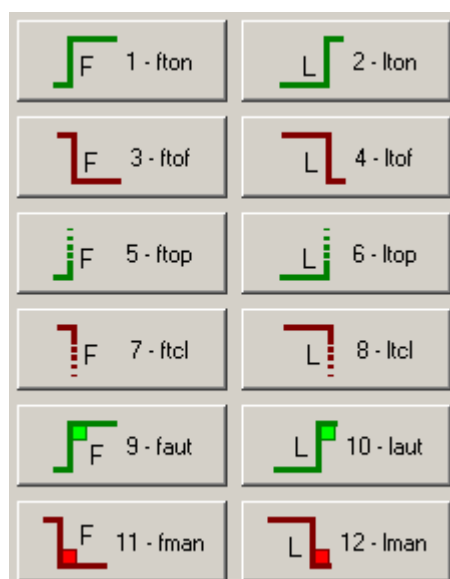 F 1 - fton
L 2 - lton
F 3 - ftof
L 4 - ltof
F 5 - ftop
L 6 - ltop
F 7 - ftcl
L 8 - ltcl
F 9 - faut
L 10 - laut
F 11 - fman
L 12 - lman